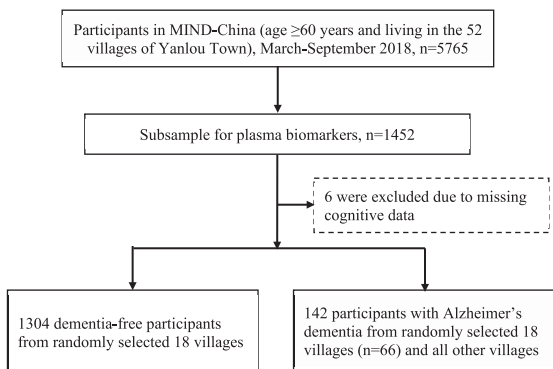 Participants in MIND-China (age ≥60 years and living in the 52
villages of Yanlou Town), March-September 2018, n=5765
Subsample for plasma biomarkers, n=1452
6 were excluded due to missing
cognitive data
1304 dementia-free participants
from randomly selected 18 villages
142 participants with Alzheimer's
dementia from randomly selected 18
villages (n=66) and all other villages